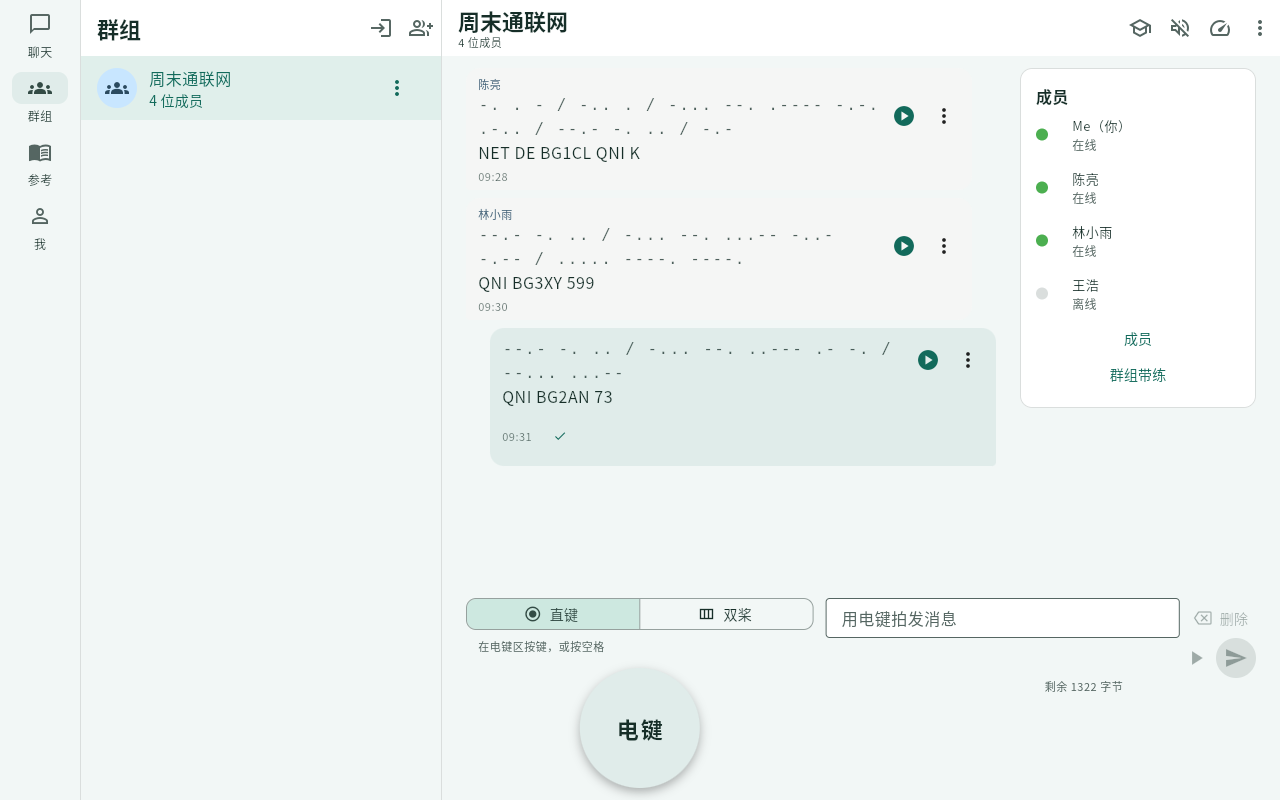 聊天
群组
参考
我
群组
周末通联网
4 位成员
周末通联网
4 位成员
陈亮
-. . - / -.. . / -... --. .---- -.-.
.-.. / --.- -. .. / -.-
NET DE BG1CL QNI K
09:28
林小雨
--.- -. .. / -... --. ...-- -..-
-.-- / ..... ----. ----.
QNI BG3XY 599
09:30
--.- -. .. / -... --. ..--- .- -. /
--... ...--
QNI BG2AN 73
09:31
成员
Me（你）
在线
陈亮
在线
林小雨
在线
王浩
离线
成员
群组带练
直键
双桨
在电键区按键，或按空格
用电键拍发消息
删除
剩余 1322 字节
电键